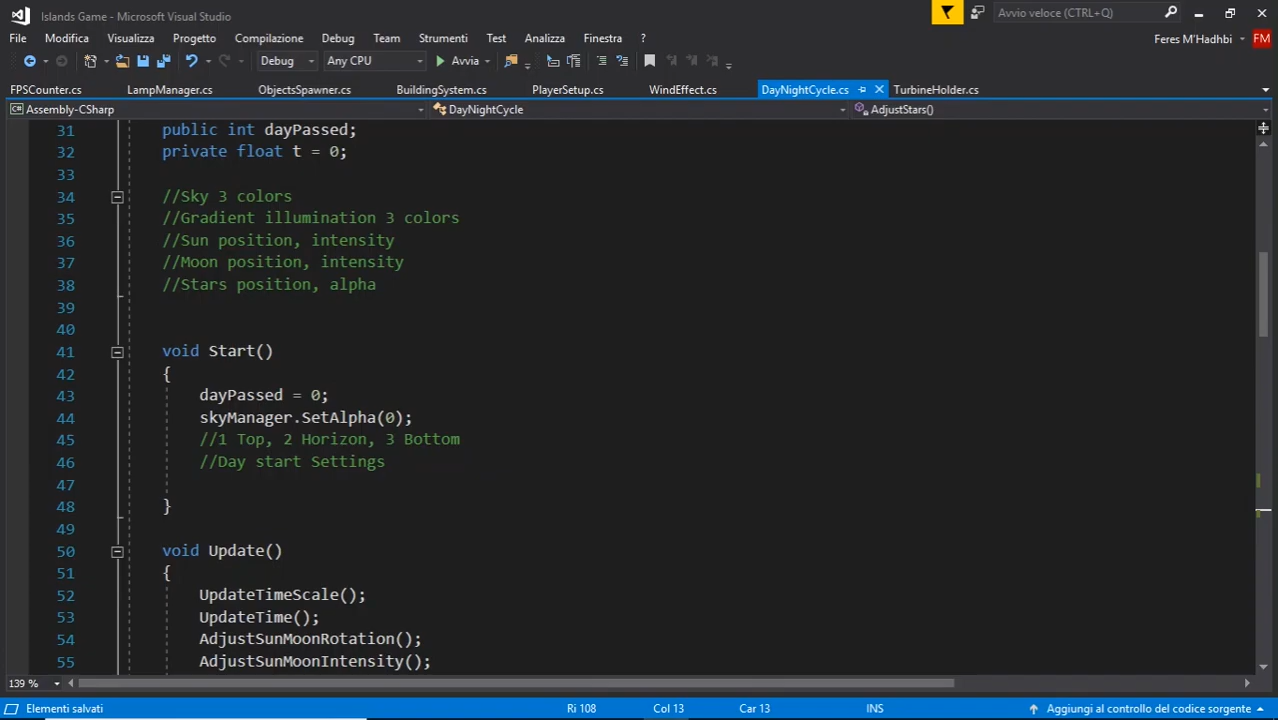 Islands Game - Microsoft Visual Studio
Avvio veloce (CTRL+Q)
File Modifica Visualizza Progetto Compilazione Debug Team Strumenti Test Analizza Finestra ?
Feres M'Hadhbi FM
Debug Any CPU Avvia
FPSCounter.cs LampManager.cs ObjectsSpawner.cs BuildingSystem.cs PlayerSetup.cs WindEffect.cs DayNightCycle.cs TurbineHolder.cs
C# Assembly-CSharp DayNightCycle AdjustStars()
31 public int dayPassed;
32 private float t = 0;
33
34 //Sky 3 colors
35 //Gradient illumination 3 colors
36 //Sun position, intensity
37 //Moon position, intensity
38 //Stars position, alpha
39
40
41 void Start()
42 {
43 dayPassed = 0;
44 skyManager.SetAlpha(0);
45 //1 Top, 2 Horizon, 3 Bottom
46 //Day start Settings
47
48 }
49
50 void Update()
51 {
52 UpdateTimeScale();
53 UpdateTime();
54 AdjustSunMoonRotation();
55 AdjustSunMoonIntensity();
139 %
Elementi salvati Ri 108 Col 13 Car 13 INS Aggiungi al controllo del codice sorgente